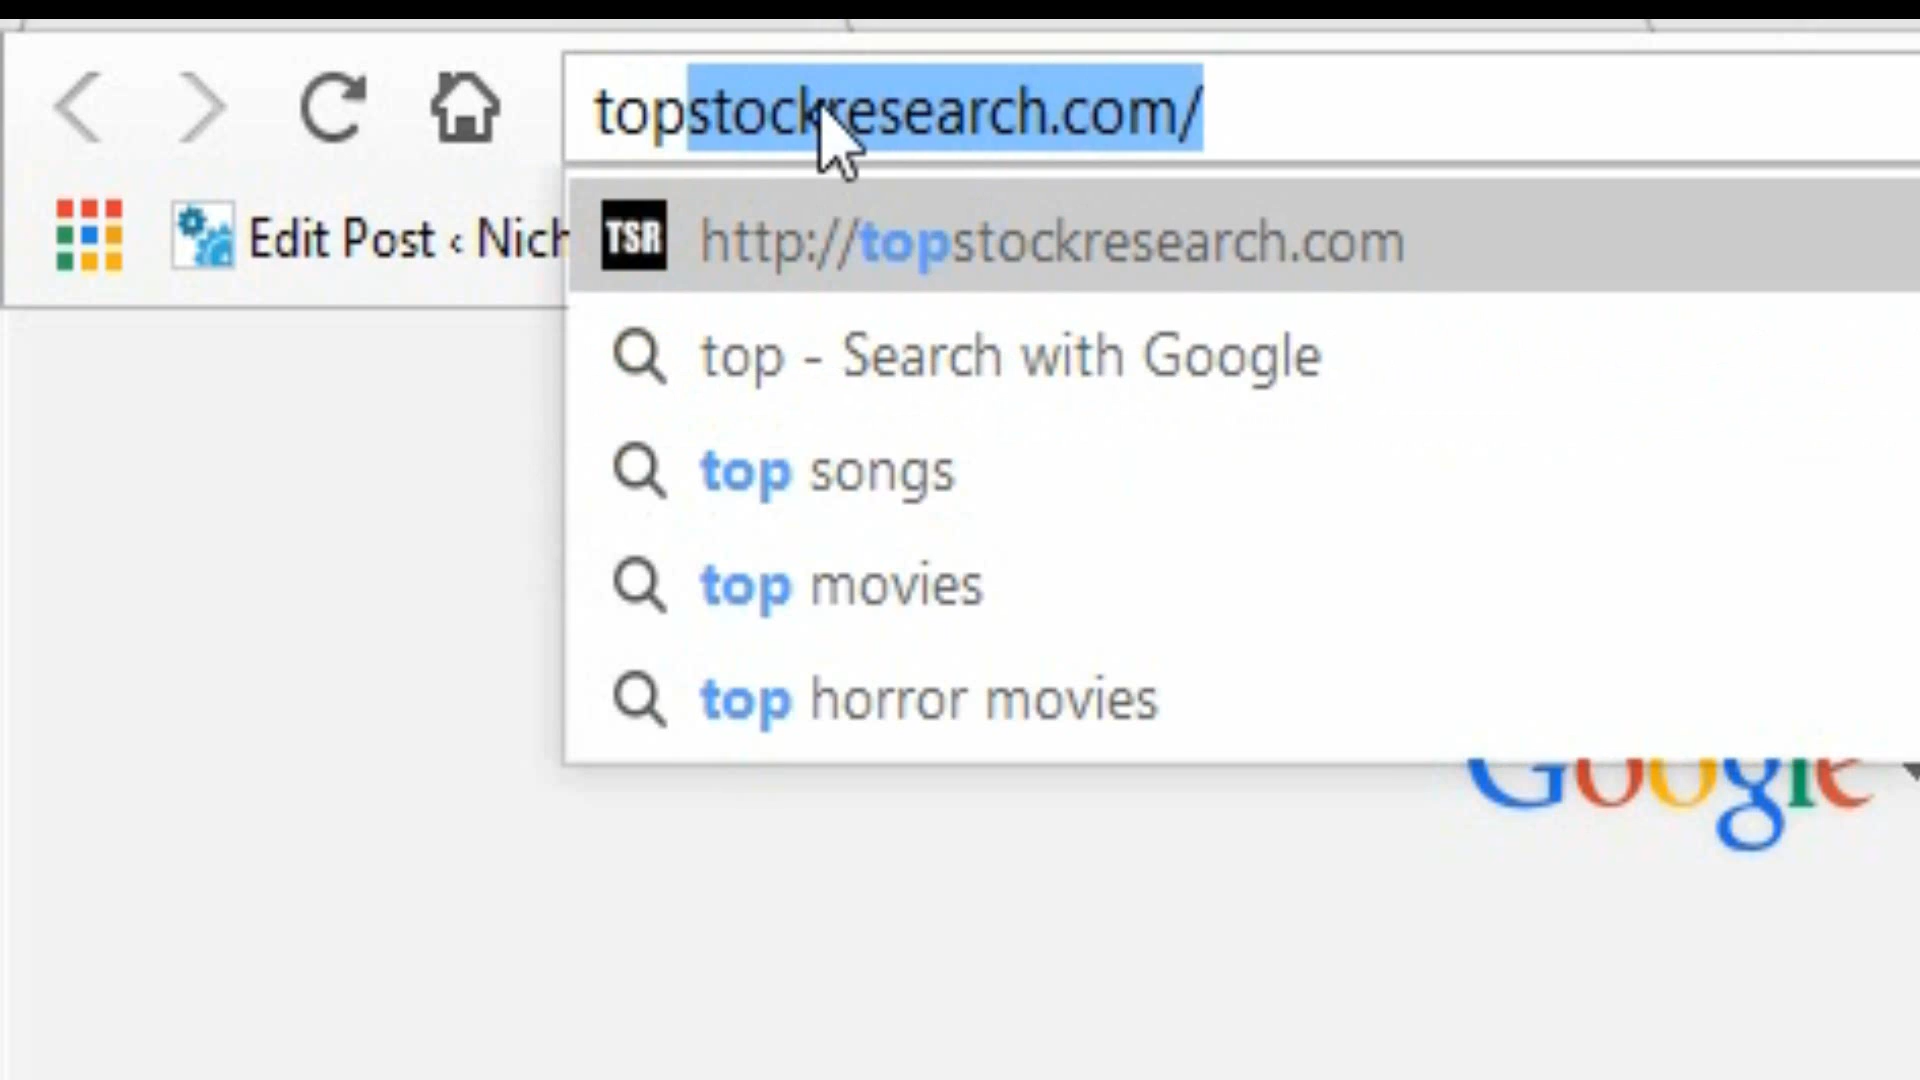 topstockresearch.com/
Edit Post ‹ Nich
TSR http://topstockresearch.com
top - Search with Google
top songs
top movies
top horror movies
Google